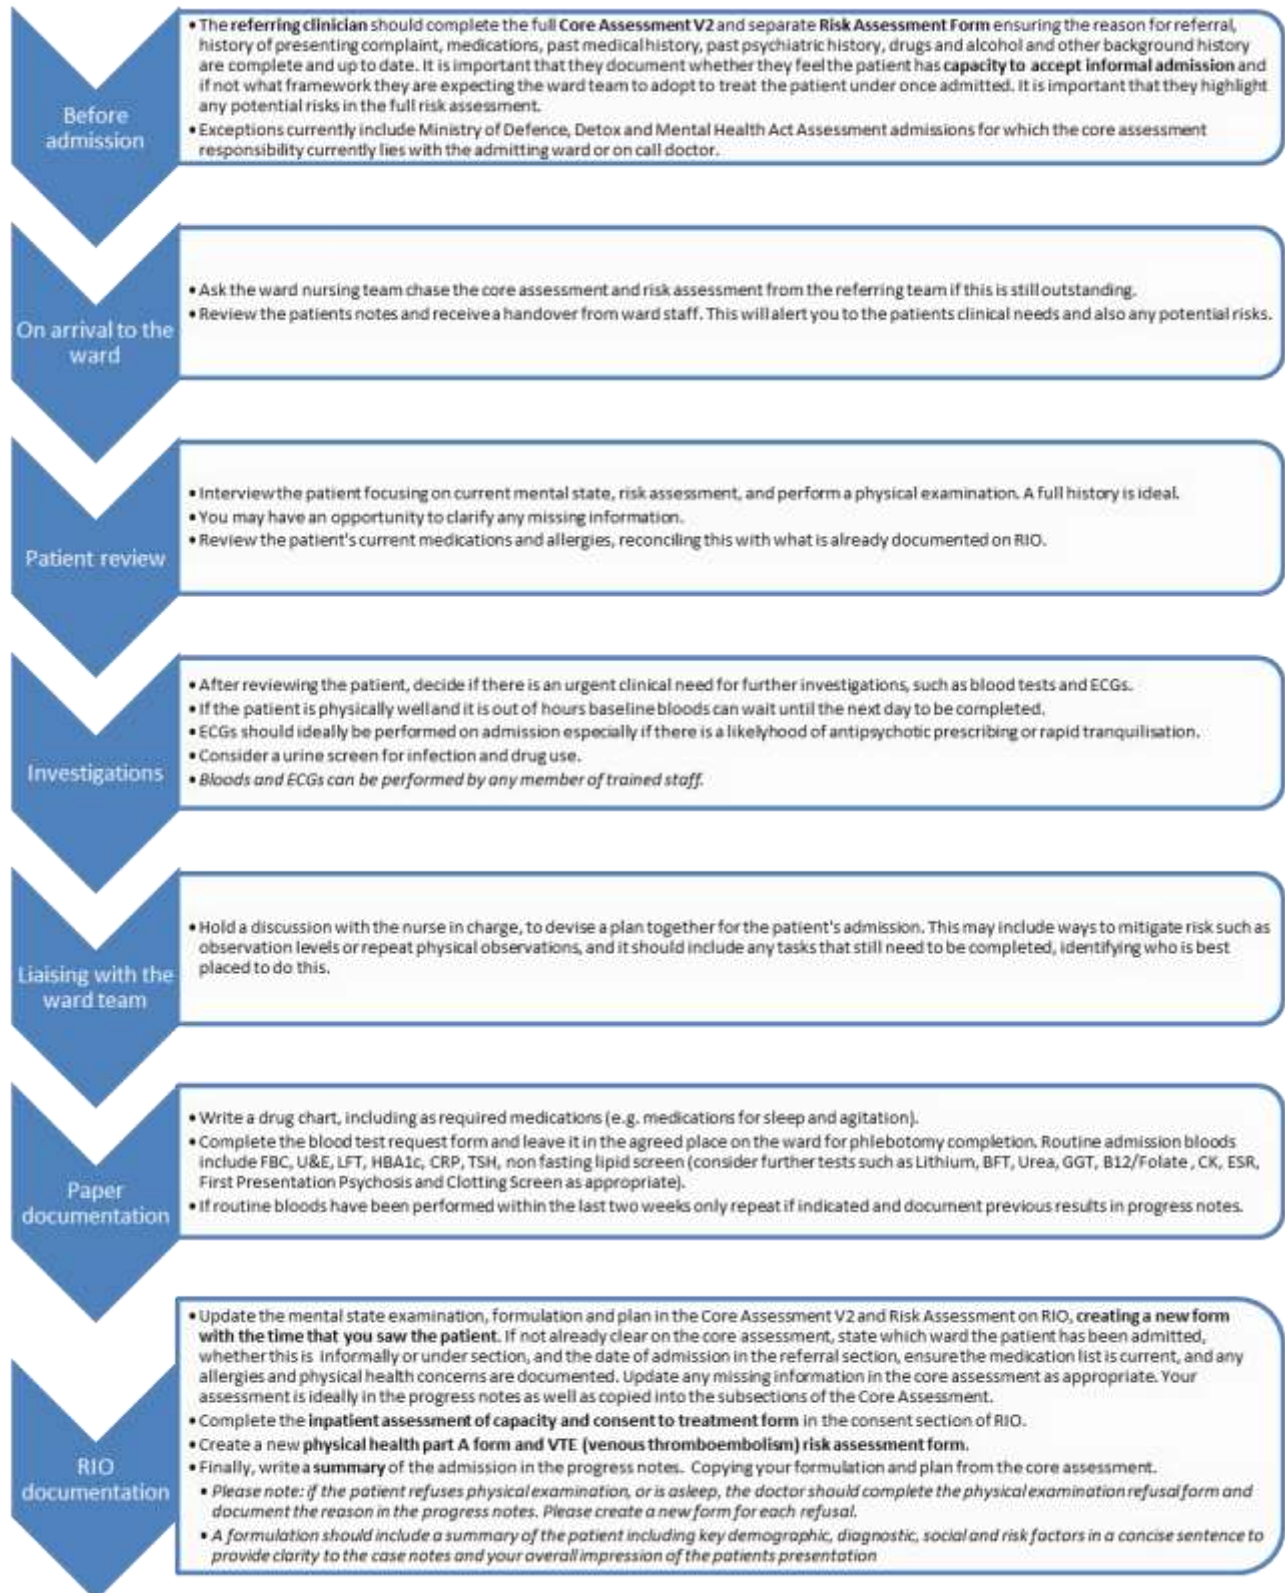 Before
admission
• The referring clinician should complete the full Core Assessment V2 and separate Risk Assessment Form ensuring the reason for referral,
history of presenting complaint, medications, past medical history, past psychiatric history, drugs and alcohol and other background history
are complete and up to date. It is important that they document whether they feel the patient has capacity to accept informal admission and
if not what framework they are expecting the ward team to adopt to treat the patient under once admitted. It is important that they highlight
any potential risks in the full risk assessment.
• Exceptions currently include Ministry of Defence, Detox and Mental Health Act Assessment admissions for which the core assessment
responsibility currently lies with the admitting ward or on call doctor.
On arrival to the
ward
• Ask the ward nursing team chase the core assessment and risk assessment from the referring team if this is still outstanding.
• Review the patients notes and receive a handover from ward staff. This will alert you to the patients clinical needs and also any potential risks.
Patient review
• Interview the patient focusing on current mental state, risk assessment, and perform a physical examination. A full history is ideal.
• You may have an opportunity to clarify any missing information.
• Review the patient's current medications and allergies, reconciling this with what is already documented on RIO.
Investigations
• After reviewing the patient, decide if there is an urgent clinical need for further investigations, such as blood tests and ECGs.
• If the patient is physically well and it is out of hours baseline bloods can wait until the next day to be completed.
• ECGs should ideally be performed on admission especially if there is a likelyhood of antipsychotic prescribing or rapid tranquilisation.
• Consider a urine screen for infection and drug use.
• Bloods and ECGs can be performed by any member of trained staff.
Liaising with the
ward team
• Hold a discussion with the nurse in charge, to devise a plan together for the patient's admission. This may include ways to mitigate risk such as
observation levels or repeat physical observations, and it should include any tasks that still need to be completed, identifying who is best
placed to do this.
Paper
documentation
• Write a drug chart, including as required medications (e.g. medications for sleep and agitation).
• Complete the blood test request form and leave it in the agreed place on the ward for phlebotomy completion. Routine admission bloods
include FBC, U&E, LFT, HBA1c, CRP, TSH, non fasting lipid screen (consider further tests such as Lithium, BFT, Urea, GGT, B12/Folate , CK, ESR,
First Presentation Psychosis and Clotting Screen as appropriate).
• If routine bloods have been performed within the last two weeks only repeat if indicated and document previous results in progress notes.
RIO
documentation
• Update the mental state examination, formulation and plan in the Core Assessment V2 and Risk Assessment on RIO, creating a new form
with the time that you saw the patient. If not already clear on the core assessment, state which ward the patient has been admitted,
whether this is informally or under section, and the date of admission in the referral section, ensure the medication list is current, and any
allergies and physical health concerns are documented. Update any missing information in the core assessment as appropriate. Your
assessment is ideally in the progress notes as well as copied into the subsections of the Core Assessment.
• Complete the inpatient assessment of capacity and consent to treatment form in the consent section of RIO.
• Create a new physical health part A form and VTE (venous thromboembolism) risk assessment form.
• Finally, write a summary of the admission in the progress notes. Copying your formulation and plan from the core assessment.
• Please note: if the patient refuses physical examination, or is asleep, the doctor should complete the physical examination refusal form and
document the reason in the progress notes. Please create a new form for each refusal.
• A formulation should include a summary of the patient including key demographic, diagnostic, social and risk factors in a concise sentence to
provide clarity to the case notes and your overall impression of the patients presentation